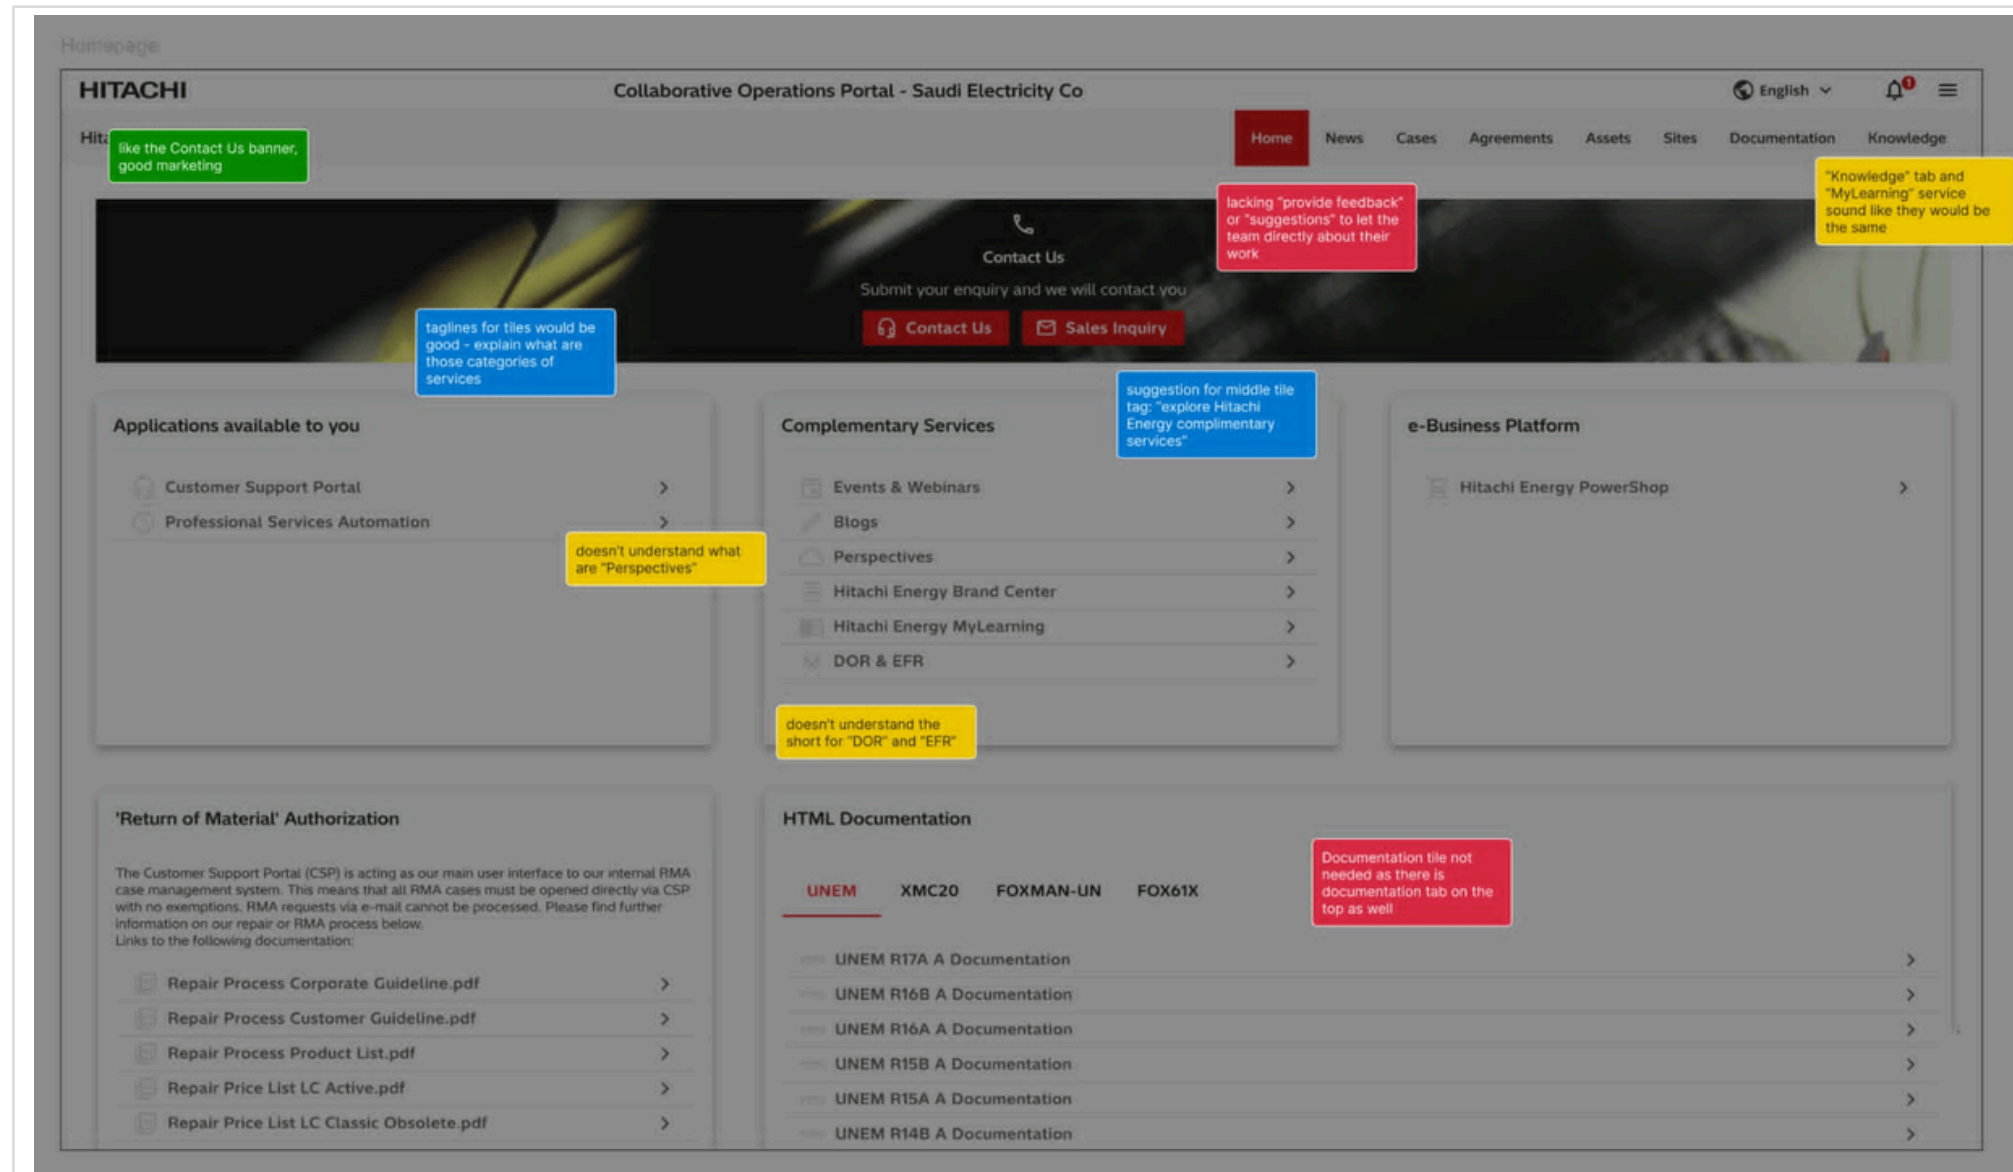 Homepage
HITACHI
Collaborative Operations Portal - Saudi Electricity Co
English
1
Home
News
Cases
Agreements
Assets
Sites
Documentation
Knowledge
like the Contact Us banner,
good marketing
lacking "provide feedback"
or "suggestions" to let the
team directly about their
work
"Knowledge" tab and
"MyLearning" service
sound like they would be
the same
Contact Us
Submit your enquiry and we will contact you
Contact Us
Sales Inquiry
taglines for tiles would be
good - explain what are
those categories of
services
suggestion for middle tile
tag: "explore Hitachi
Energy complimentary
services"
Applications available to you
Customer Support Portal
Professional Services Automation
doesn't understand what
are "Perspectives"
Complementary Services
Events & Webinars
Blogs
Perspectives
Hitachi Energy Brand Center
Hitachi Energy MyLearning
DOR & EFR
doesn't understand the
short for "DOR" and "EFR"
e-Business Platform
Hitachi Energy PowerShop
'Return of Material' Authorization
The Customer Support Portal (CSP) is acting as our main user interface to our internal RMA
case management system. This means that all RMA cases must be opened directly via CSP
with no exemptions. RMA requests via e-mail cannot be processed. Please find further
information on our repair or RMA process below.
Links to the following documentation:
Repair Process Corporate Guideline.pdf
Repair Process Customer Guideline.pdf
Repair Process Product List.pdf
Repair Price List LC Active.pdf
Repair Price List LC Classic Obsolete.pdf
HTML Documentation
Documentation tile not
needed as there is
documentation tab on the
top as well
UNEM
XMC20
FOXMAN-UN
FOX61X
UNEM R17A A Documentation
UNEM R16B A Documentation
UNEM R16A A Documentation
UNEM R15B A Documentation
UNEM R15A A Documentation
UNEM R14B A Documentation